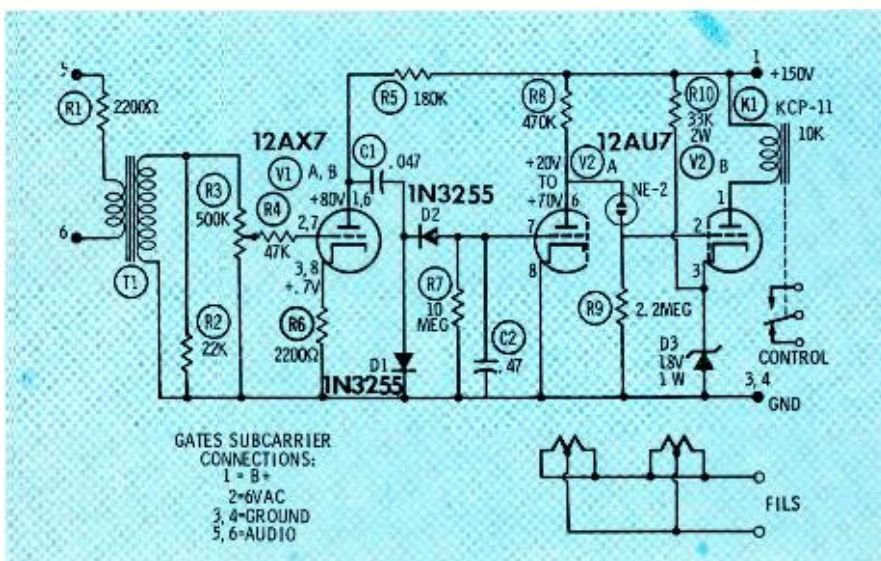 5
R1
2200Ω
6
T1
R3
500K
R4
47K
R2
22K
12AX7
V1 A, B
+80V 1,6
2,7
3,8
+.7V
R6
2200Ω
R5
180K
C1
.047
1N3255
D2
D1
1N3255
R7
10
MEG
C2
.47
R8
470K
12AU7
V2 A
+20V
TO
+70V 6
7
8
NE-2
R9
2.2MEG
R10
33K
2W
V2 B
K1
KCP-11
10K
1
+150V
1
2
3
D3
18V
1 W
CONTROL
3,4
GND
GATES SUBCARRIER
CONNECTIONS:
1 = B+
2=6VAC
3, 4=GROUND
5, 6=AUDIO
FILS